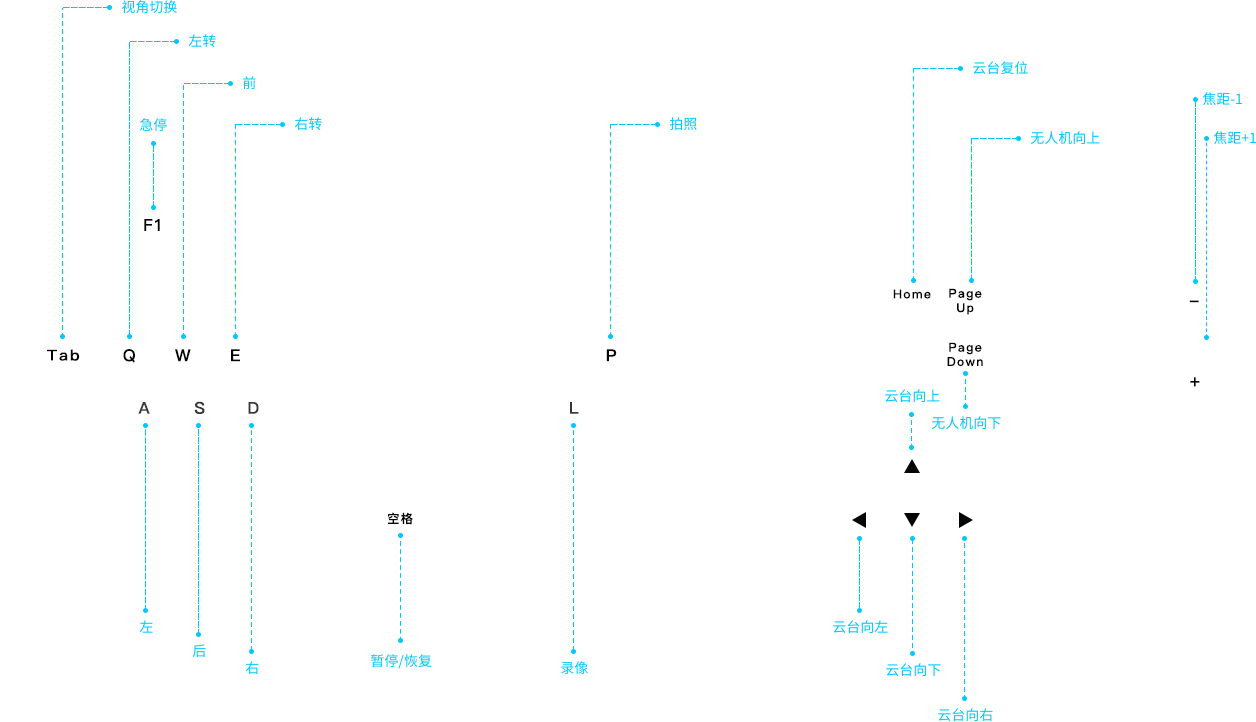 视角切换
左转
云台复位
前
焦距-1
急停
右转
拍照
无人机向上
焦距+1
F1
Home
Page
Up
−
Tab
Q
W
E
P
Page
Down
+
云台向上
A
S
D
L
无人机向下
空格
左
云台向左
后
暂停/恢复
右
录像
云台向下
云台向右